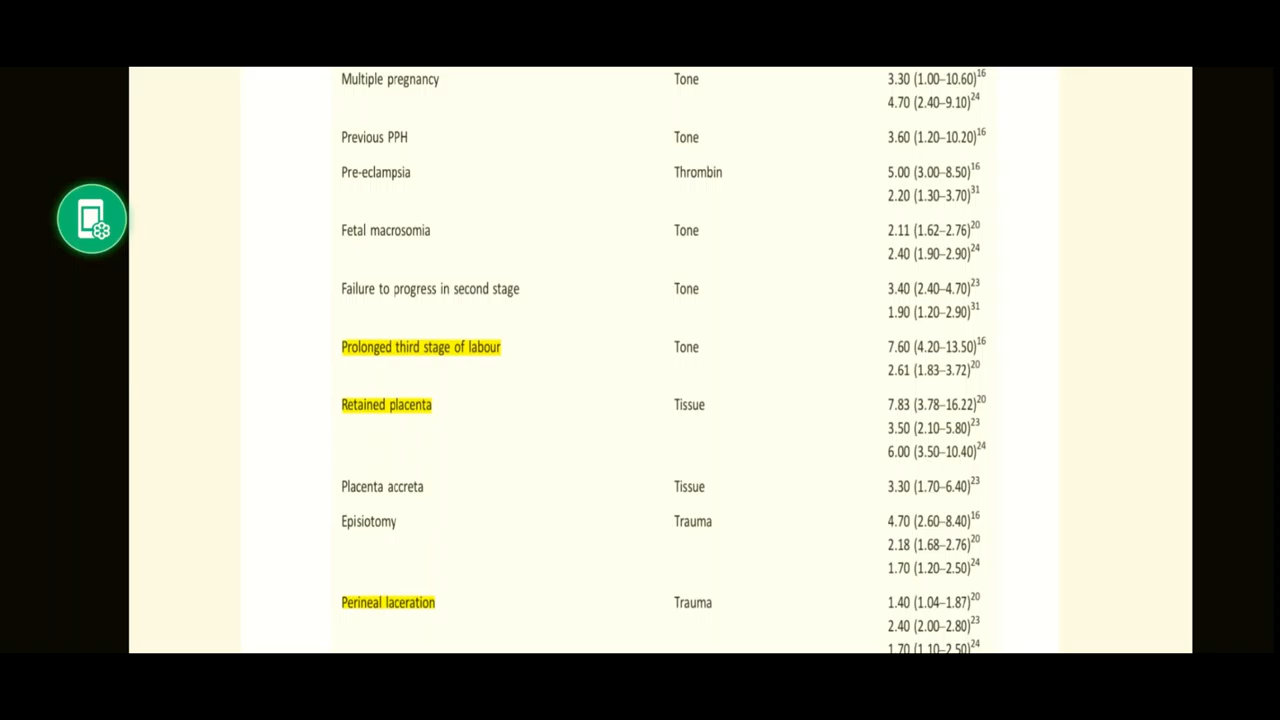 Multiple pregnancy Tone 3.30 (1.00–10.60)16
4.70 (2.40–9.10)24
Previous PPH Tone 3.60 (1.20–10.20)16
Pre-eclampsia Thrombin 5.00 (3.00–8.50)16
2.20 (1.30–3.70)31
Fetal macrosomia Tone 2.11 (1.62–2.76)20
2.40 (1.90–2.90)24
Failure to progress in second stage Tone 3.40 (2.40–4.70)23
1.90 (1.20–2.90)31
Prolonged third stage of labour Tone 7.60 (4.20–13.50)16
2.61 (1.83–3.72)20
Retained placenta Tissue 7.83 (3.78–16.22)20
3.50 (2.10–5.80)23
6.00 (3.50–10.40)24
Placenta accreta Tissue 3.30 (1.70–6.40)23
Episiotomy Trauma 4.70 (2.60–8.40)16
2.18 (1.68–2.76)20
1.70 (1.20–2.50)24
Perineal laceration Trauma 1.40 (1.04–1.87)20
2.40 (2.00–2.80)23
1.70 (1.10–2.50)24